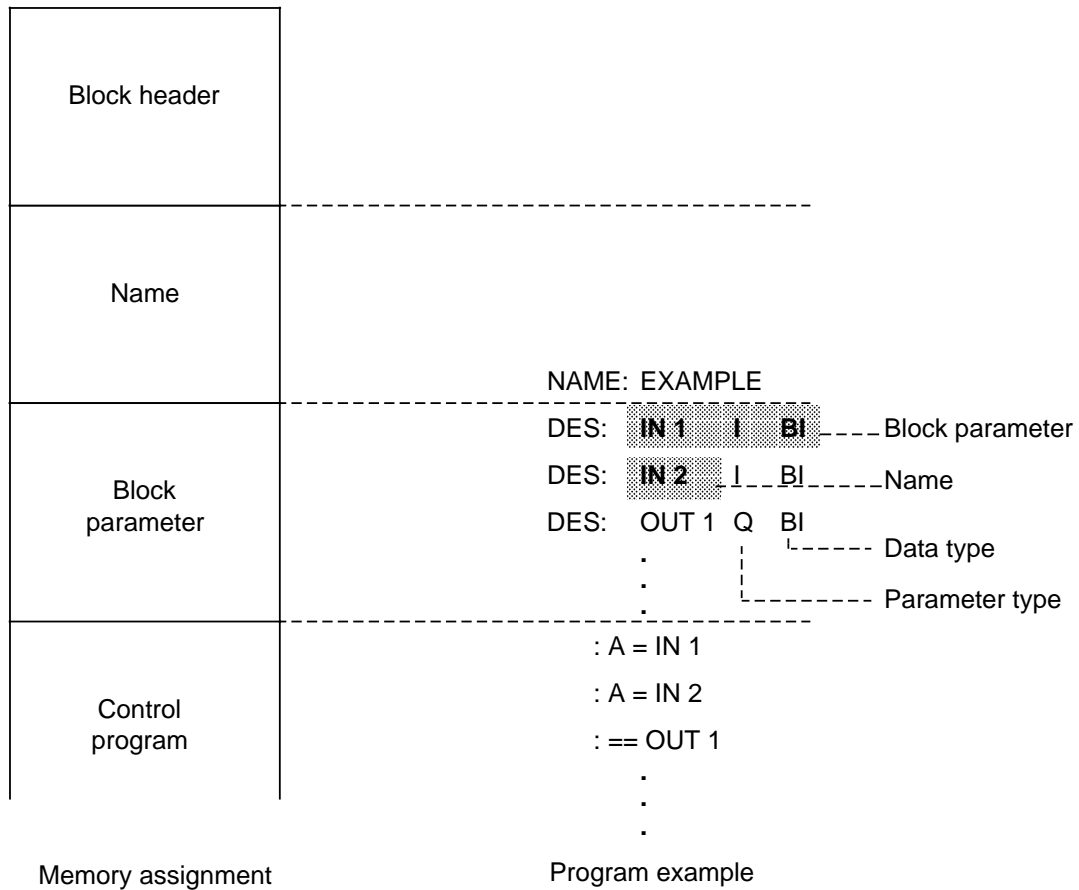 Block header
Name
NAME: EXAMPLE
DES: IN 1 I BI Block parameter
DES: IN 2 I BI Name
Block
parameter
DES: OUT 1 Q BI
Data type
.
.
.
Parameter type
: A = IN 1
: A = IN 2
Control
program
: == OUT 1
.
.
.
Memory assignment
Program example